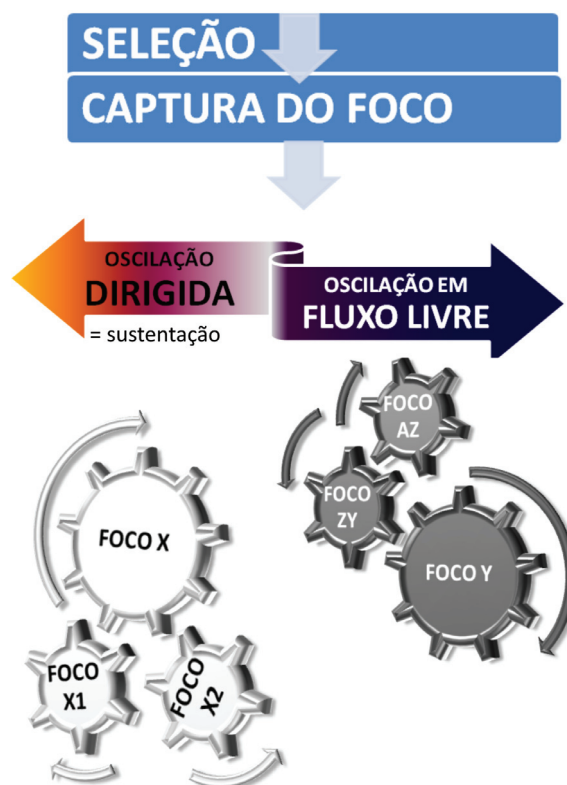 SELEÇÃO
CAPTURA DO FOCO
OSCILAÇÃO
DIRIGIDA
= sustentação
OSCILAÇÃO EM
FLUXO LIVRE
FOCO X
FOCO
X1
FOCO
X2
FOCO
AZ
FOCO
ZY
FOCO Y